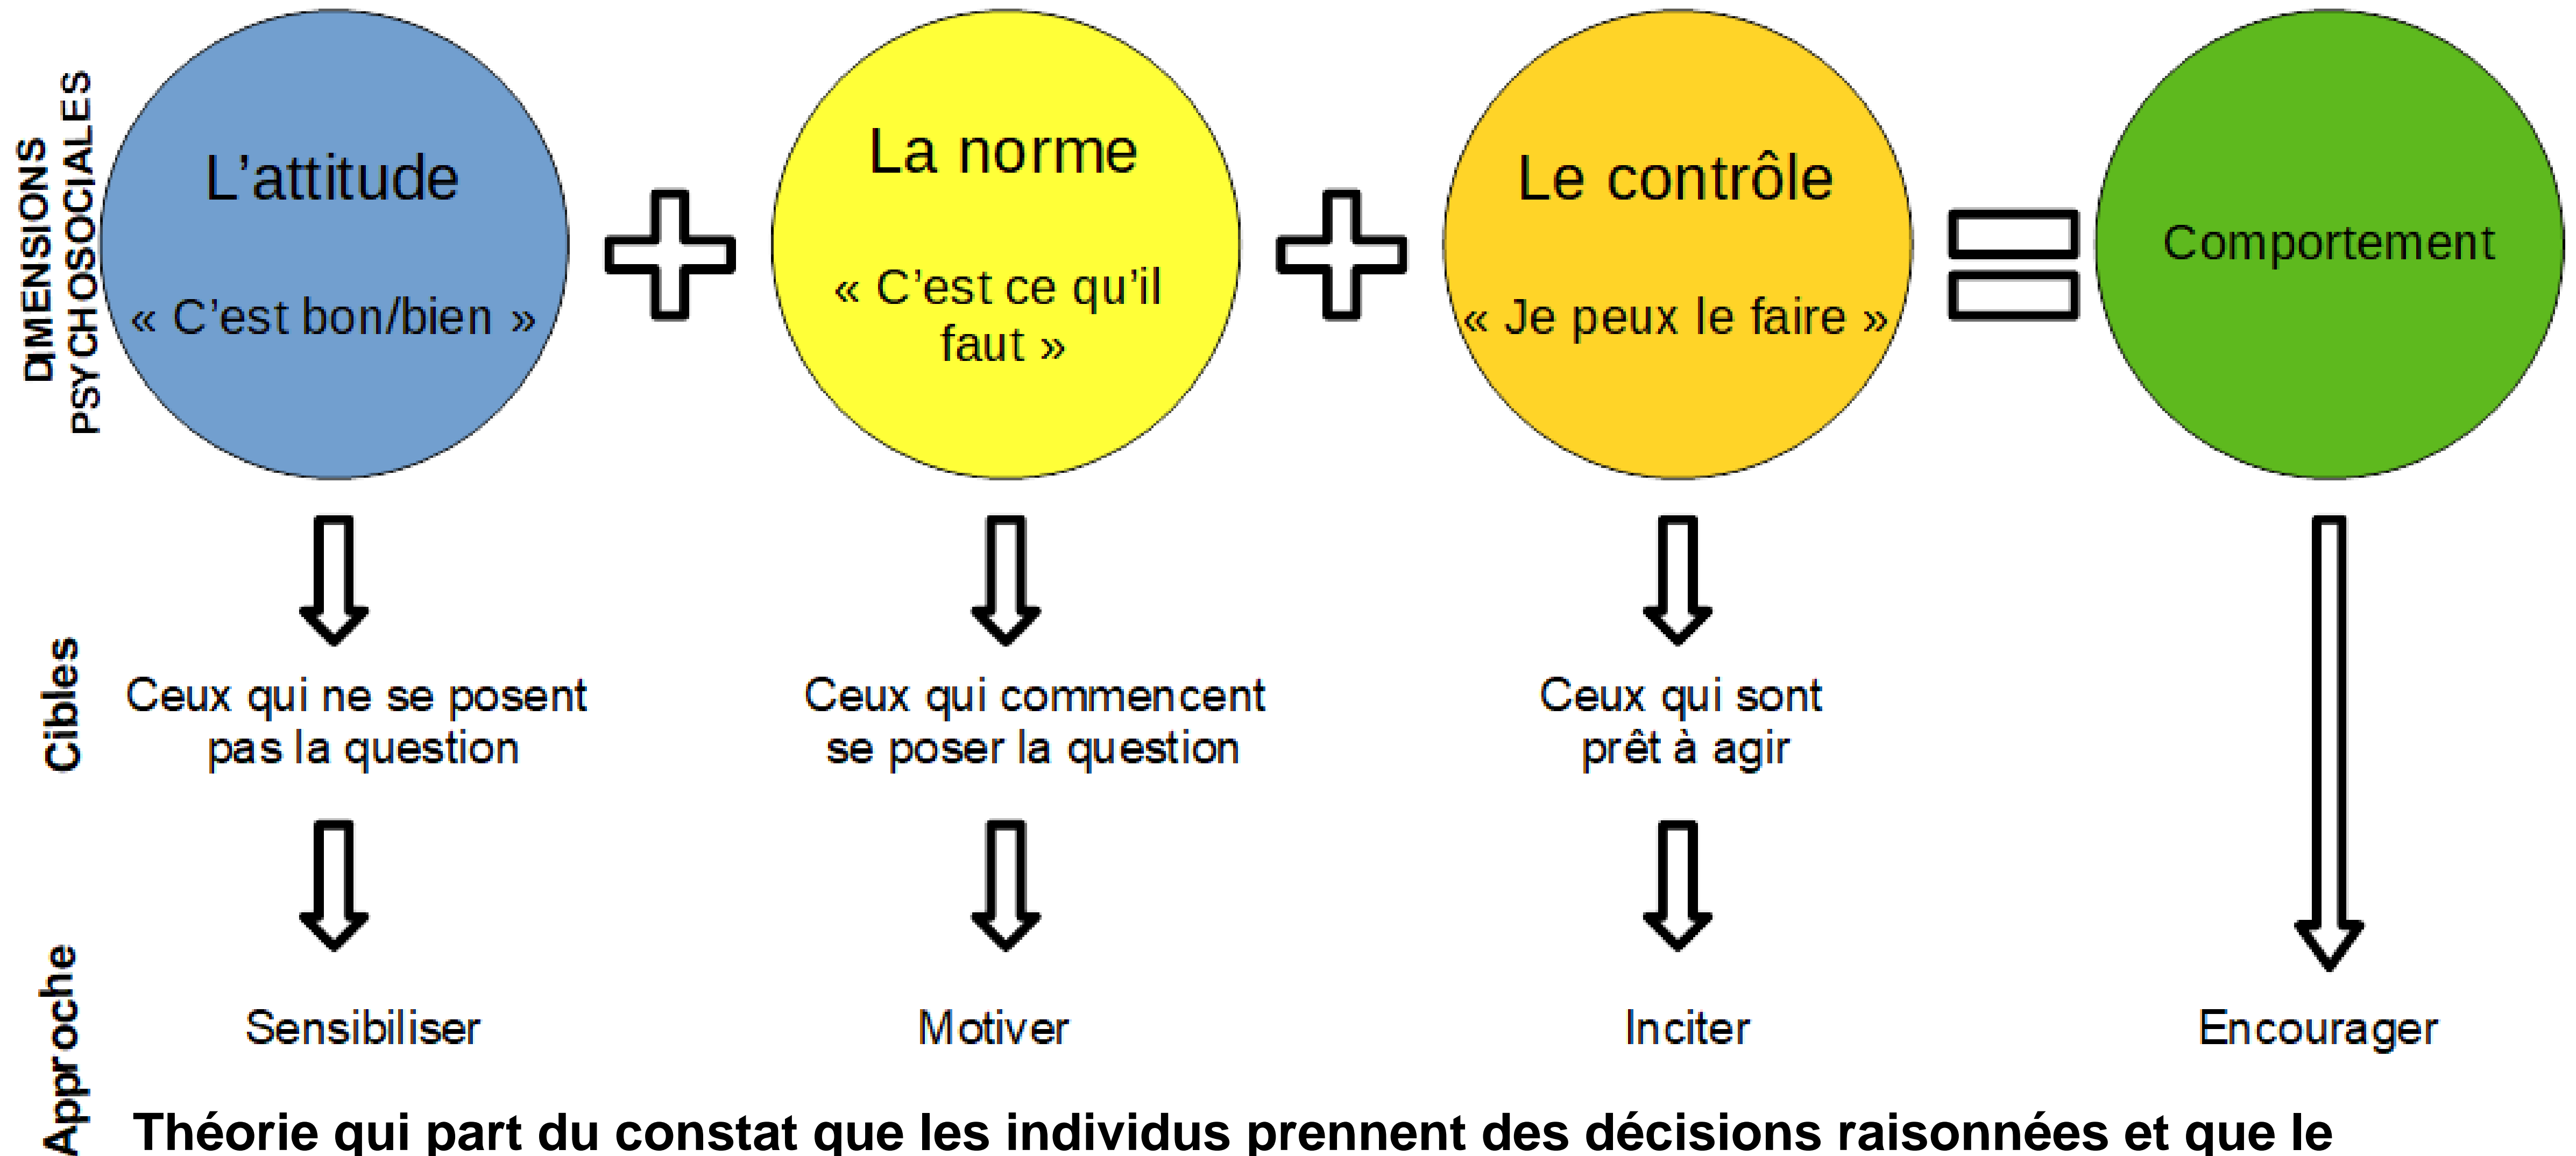 DIMENSIONS
PSYCHOSOCIALES
L’attitude
« C’est bon/bien »
La norme
« C’est ce qu’il
faut »
Le contrôle
« Je peux le faire »
Comportement
Cibles
Ceux qui ne se posent
pas la question
Ceux qui commencent
se poser la question
Ceux qui sont
prêt à agir
Approche
Sensibiliser
Motiver
Inciter
Encourager
Théorie qui part du constat que les individus prennent des décisions raisonnées et que le